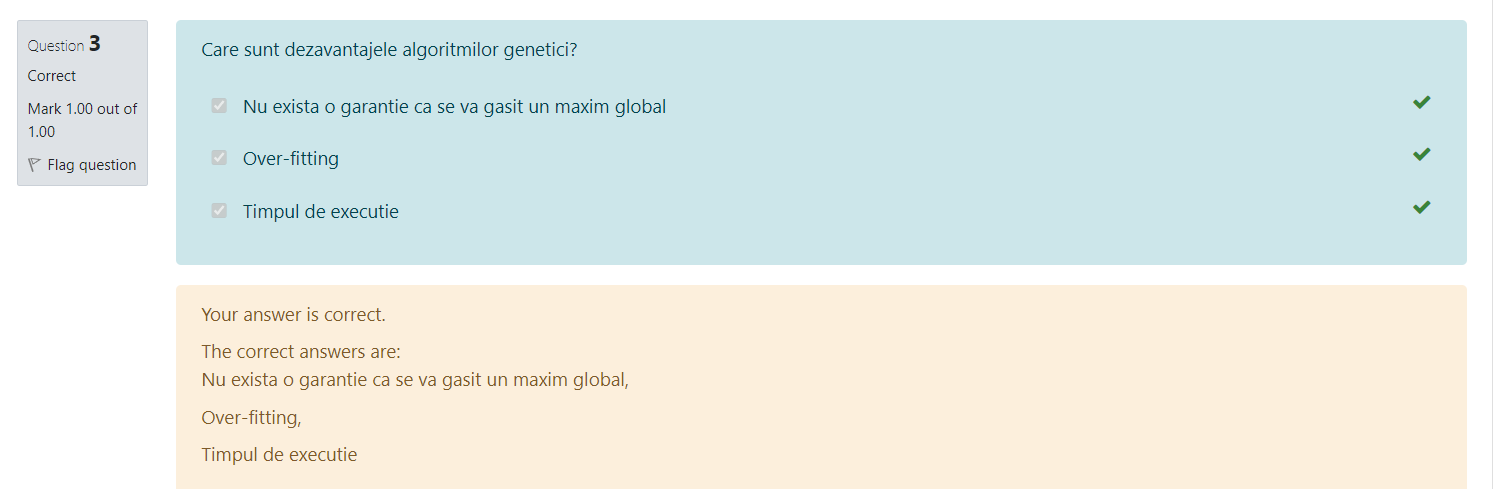 Question 3
Correct
Mark 1.00 out of
1.00
Flag question
Care sunt dezavantajele algoritmilor genetici?
Nu exista o garantie ca se va gasit un maxim global
Over-fitting
Timpul de executie
Your answer is correct.
The correct answers are:
Nu exista o garantie ca se va gasit un maxim global,
Over-fitting,
Timpul de executie